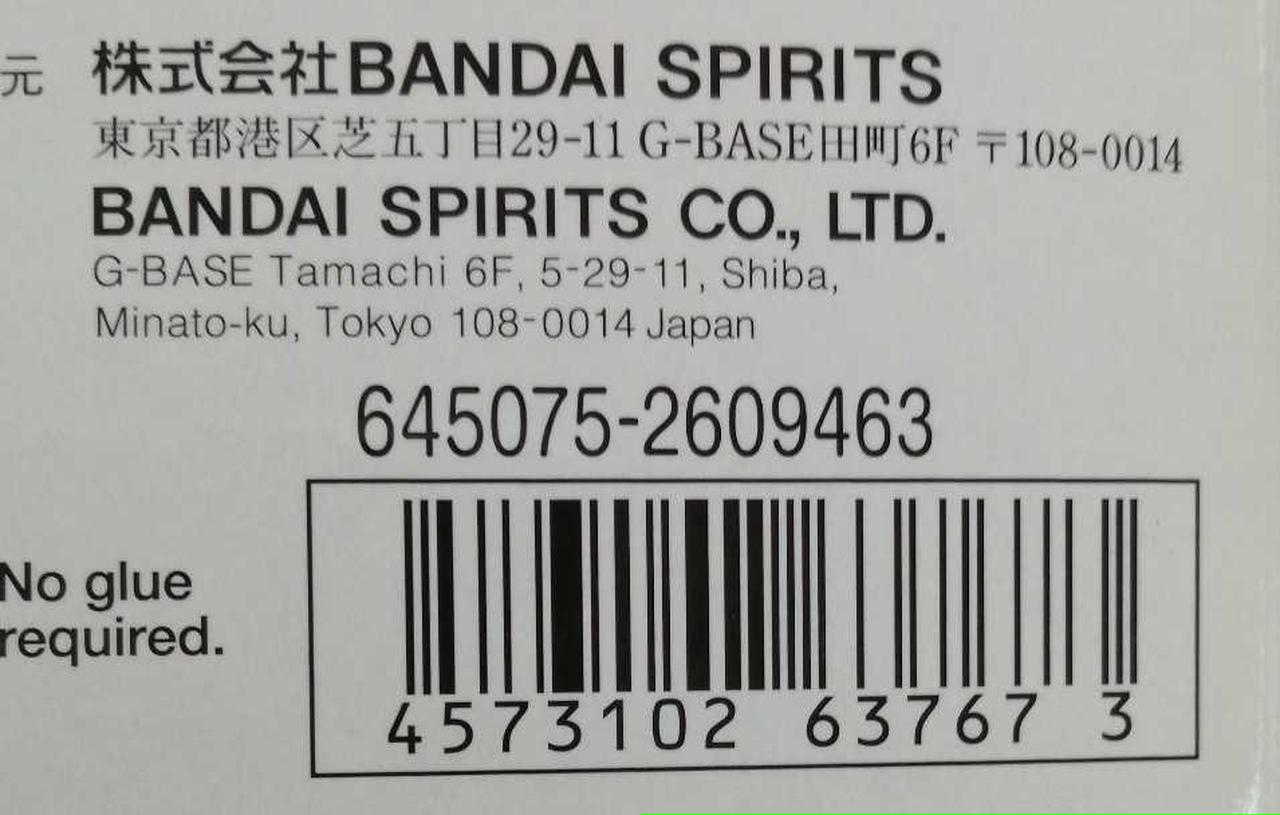 元 株式会社BANDAI SPIRITS
東京都港区芝五丁目29-11 G-BASE田町6F 〒108-0014
BANDAI SPIRITS CO., LTD.
G-BASE Tamachi 6F, 5-29-11, Shiba,
Minato-ku, Tokyo 108-0014 Japan
645075-2609463
No glue
required.
4573102 63767 3